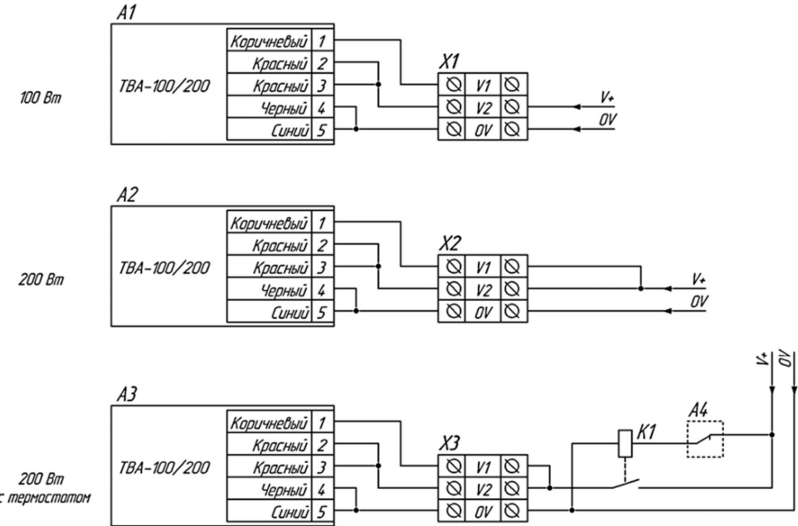 A1
100 Вт
ТВА-100/200
Коричневый 1
Красный 2
Красный 3
Черный 4
Синий 5
X1
V1
V2
0V
V+
0V
A2
200 Вт
ТВА-100/200
Коричневый 1
Красный 2
Красный 3
Черный 4
Синий 5
X2
V1
V2
0V
V+
0V
A3
200 Вт
с термостатом
ТВА-100/200
Коричневый 1
Красный 2
Красный 3
Черный 4
Синий 5
X3
V1
V2
0V
K1
A4
V+
0V